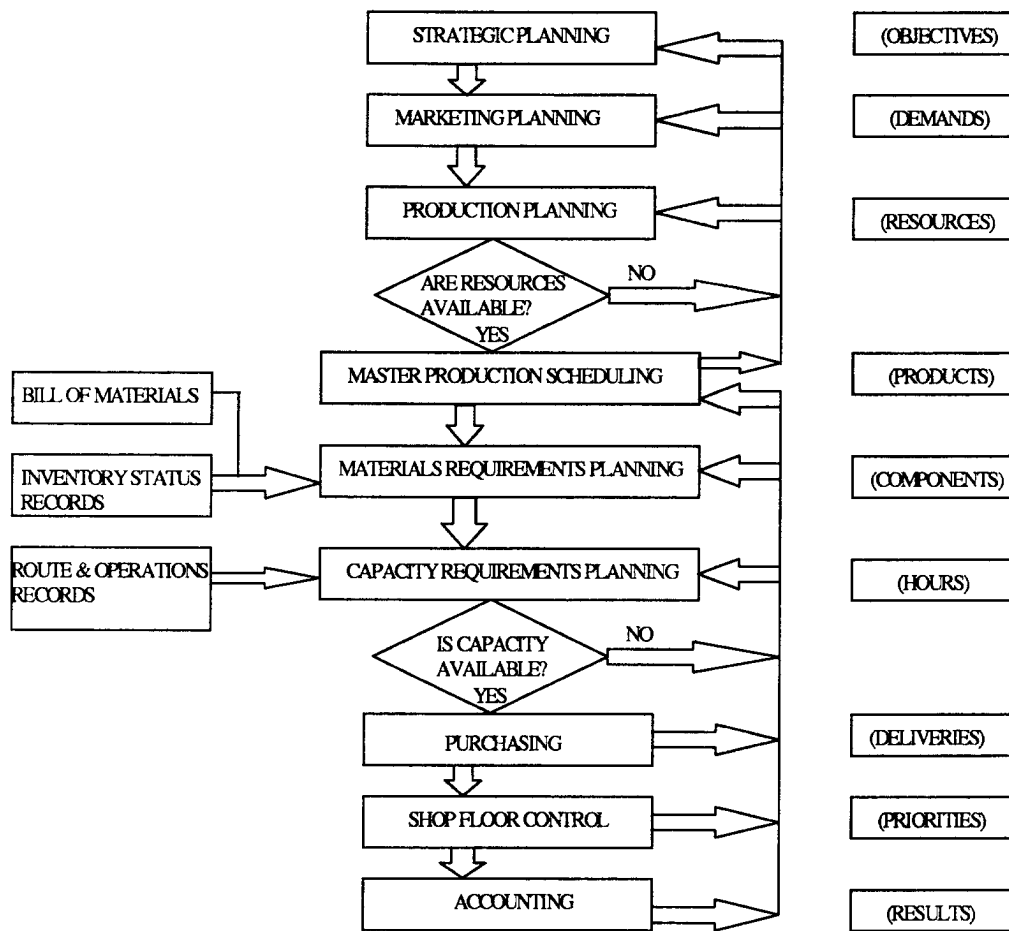 STRATEGIC PLANNING
(OBJECTIVES)
MARKETING PLANNING
(DEMANDS)
PRODUCTION PLANNING
(RESOURCES)
ARE RESOURCES
AVAILABLE?
YES
NO
MASTER PRODUCTION SCHEDULING
(PRODUCTS)
BILL OF MATERIALS
INVENTORY STATUS
RECORDS
MATERIALS REQUIREMENTS PLANNING
(COMPONENTS)
ROUTE & OPERATIONS
RECORDS
CAPACITY REQUIREMENTS PLANNING
(HOURS)
IS CAPACITY
AVAILABLE?
YES
NO
PURCHASING
(DELIVERIES)
SHOP FLOOR CONTROL
(PRIORITIES)
ACCOUNTING
(RESULTS)